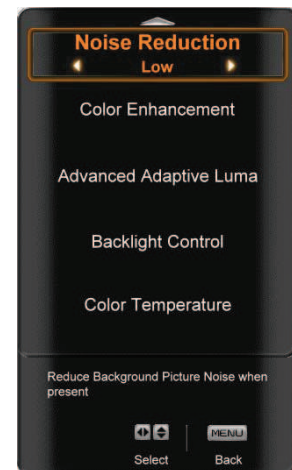 Noise Reduction
Low
Color Enhancement
Advanced Adaptive Luma
Backlight Control
Color Temperature
Reduce Background Picture Noise when
present
MENU
Select
Back